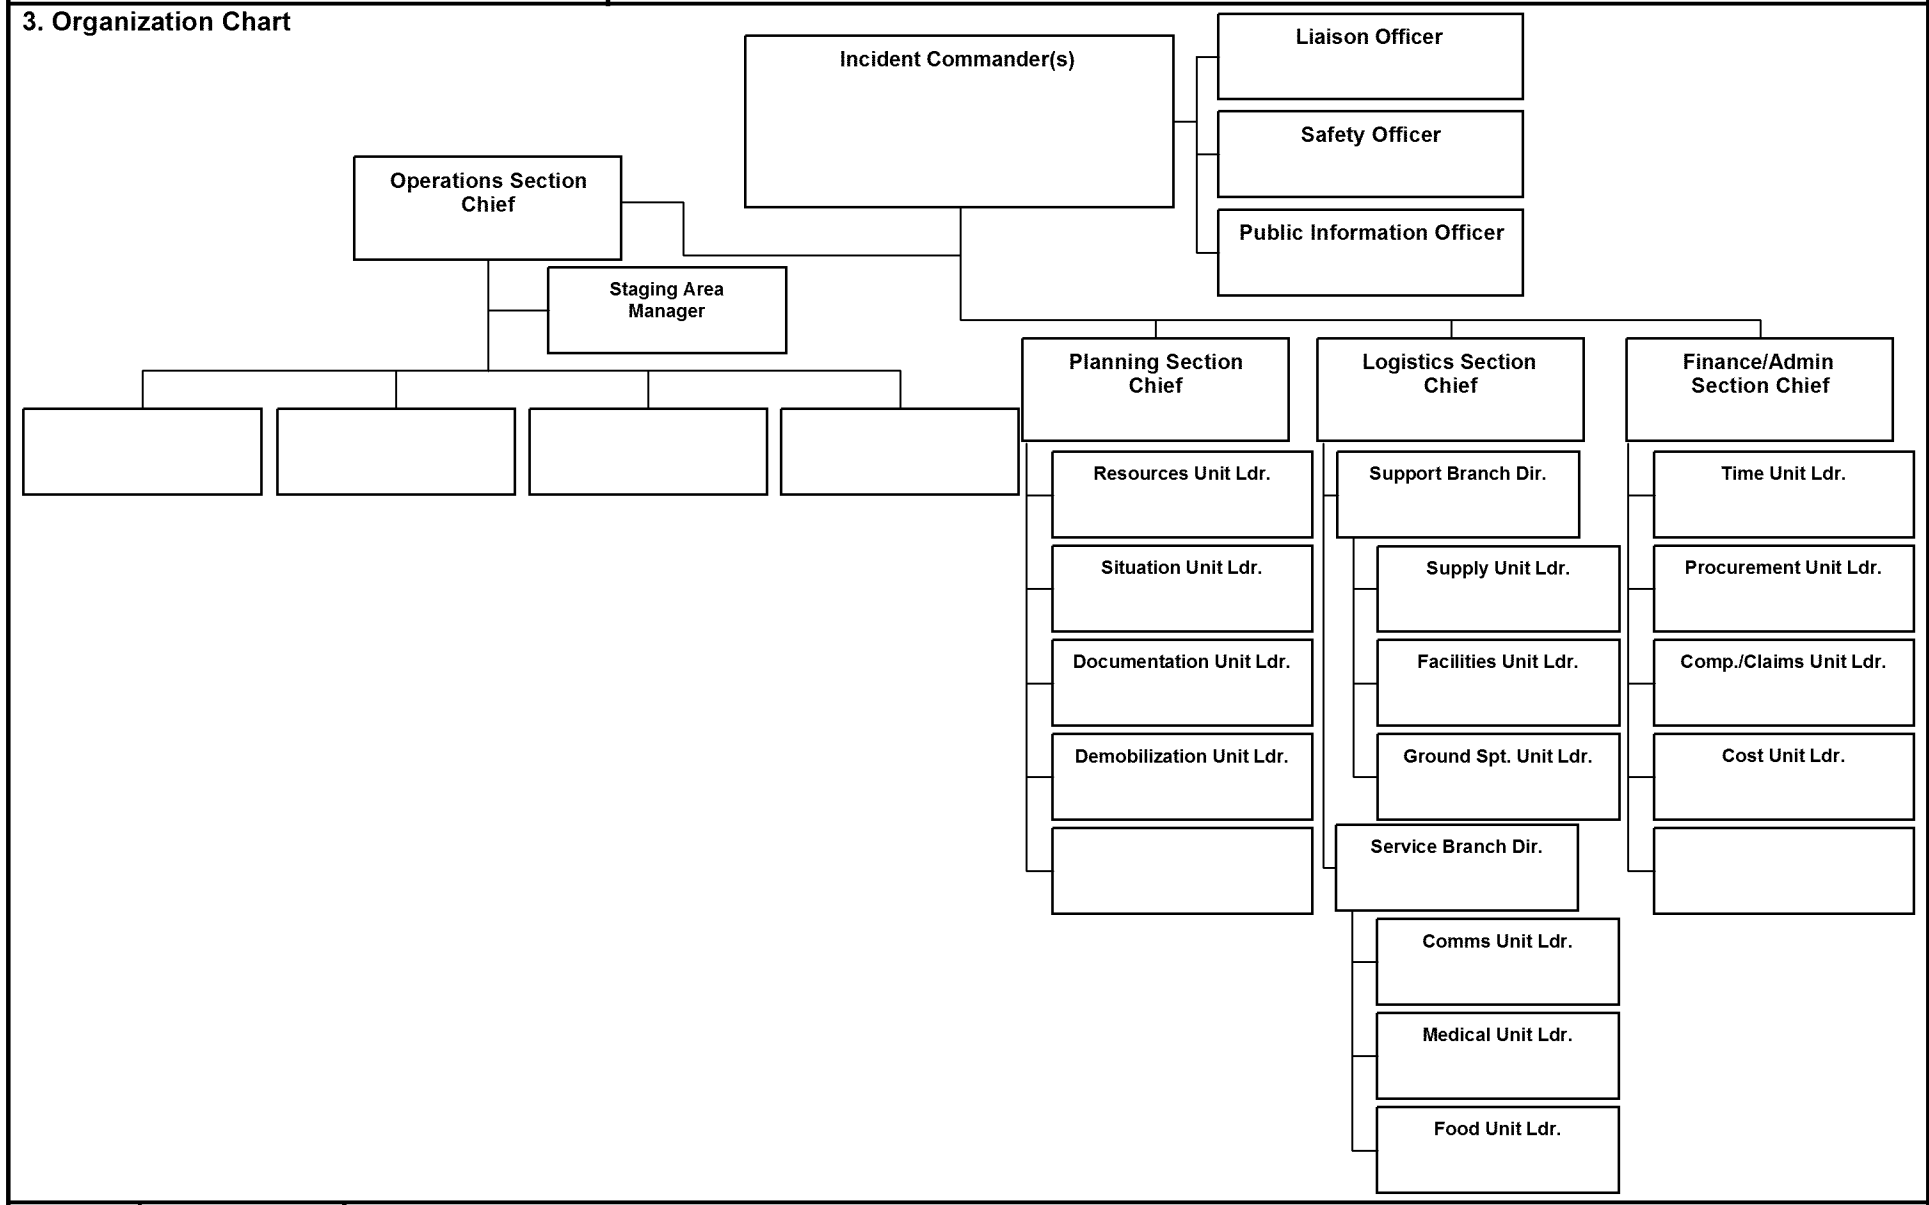 3. Organization Chart
Incident Commander(s)
Liaison Officer
Safety Officer
Public Information Officer
Operations Section
Chief
Staging Area
Manager
Planning Section
Chief
Resources Unit Ldr.
Situation Unit Ldr.
Documentation Unit Ldr.
Demobilization Unit Ldr.
Logistics Section
Chief
Support Branch Dir.
Supply Unit Ldr.
Facilities Unit Ldr.
Ground Spt. Unit Ldr.
Service Branch Dir.
Comms Unit Ldr.
Medical Unit Ldr.
Food Unit Ldr.
Finance/Admin
Section Chief
Time Unit Ldr.
Procurement Unit Ldr.
Comp./Claims Unit Ldr.
Cost Unit Ldr.